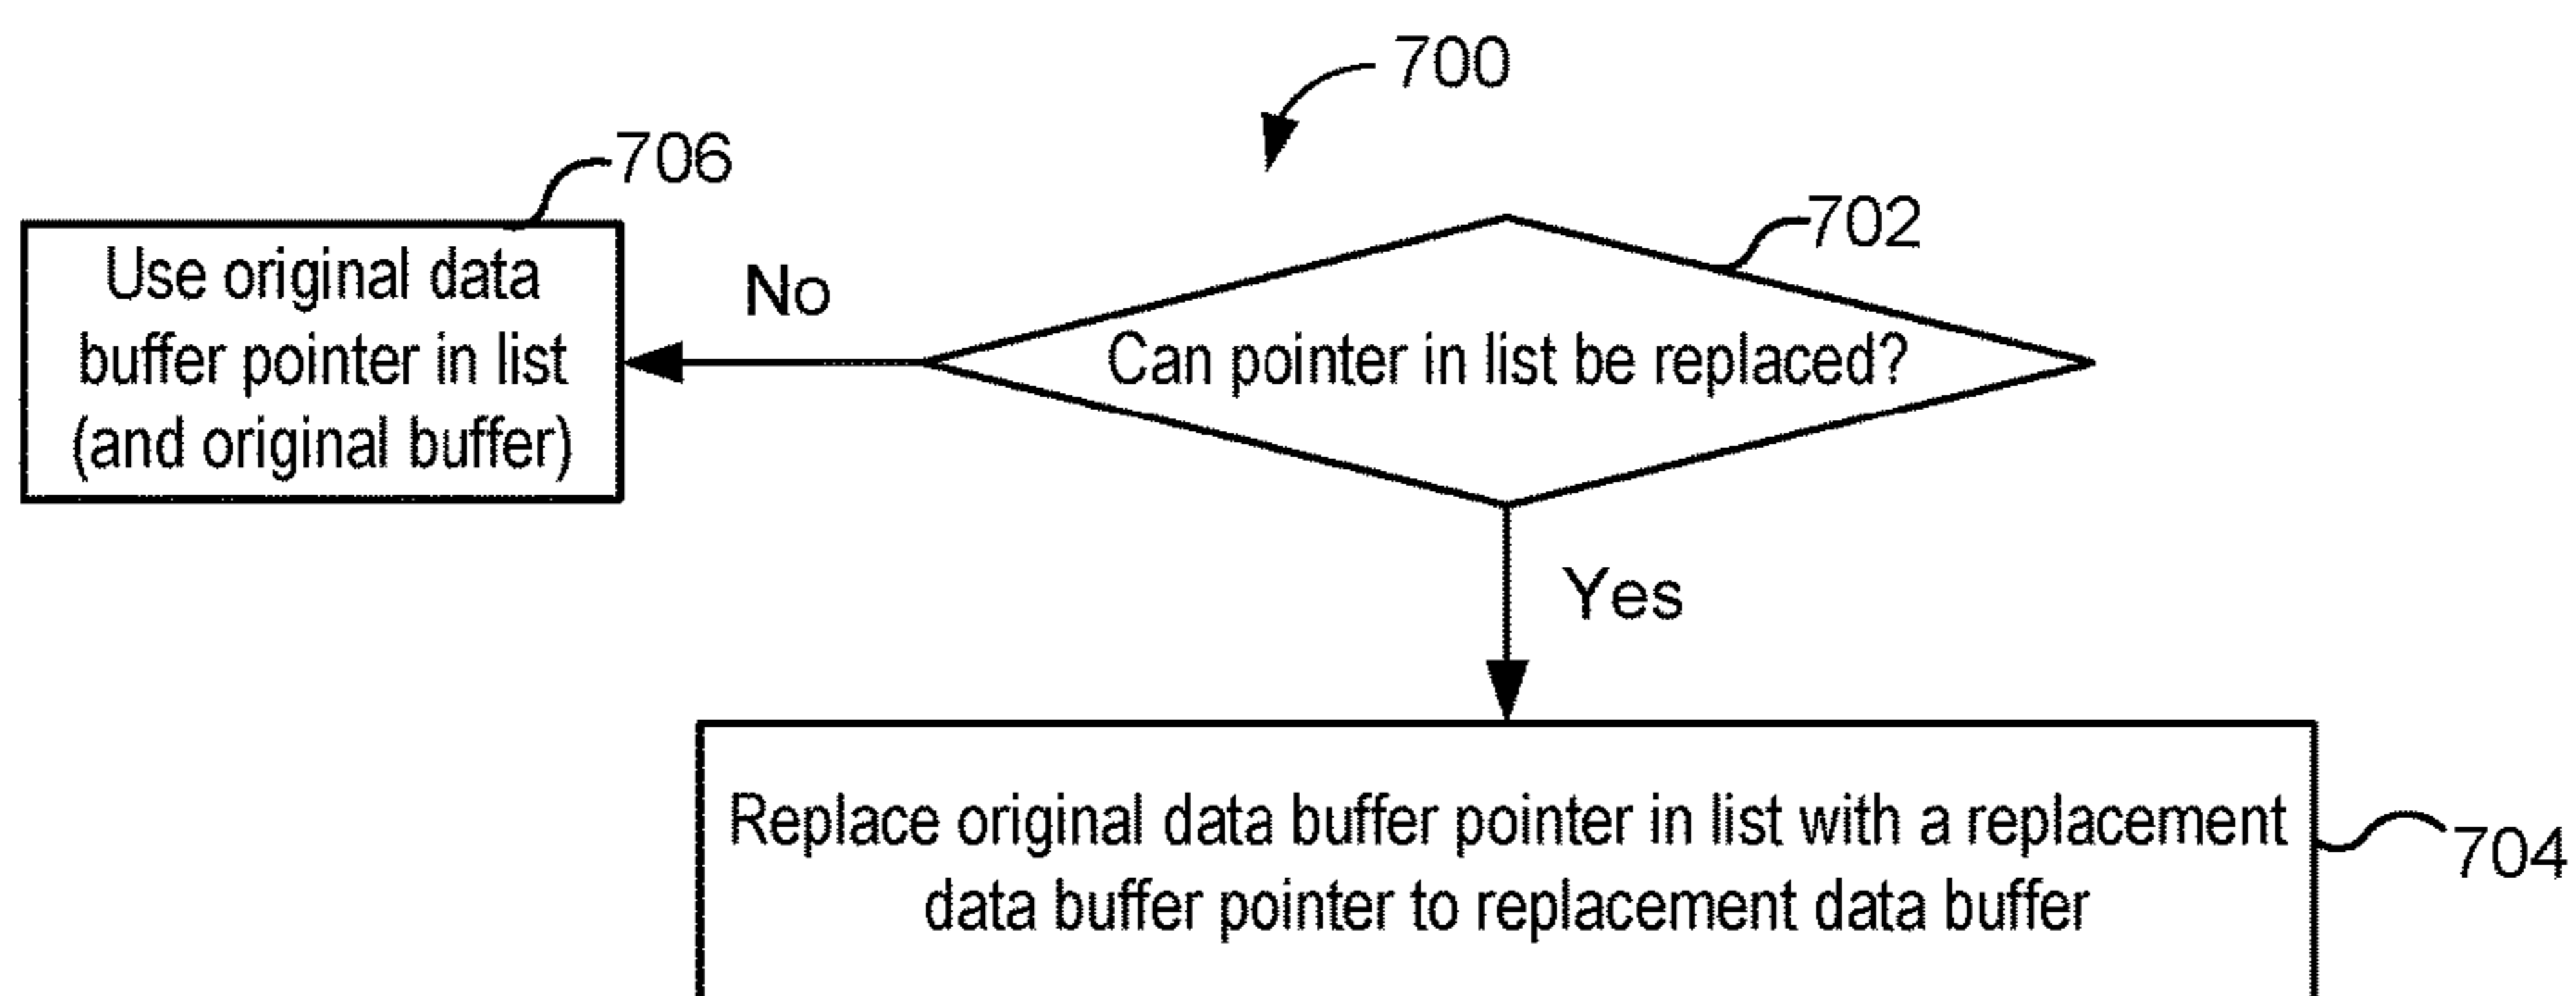 700
706
702
Use original data
buffer pointer in list
(and original buffer)
No
Can pointer in list be replaced?
Yes
Replace original data buffer pointer in list with a replacement
data buffer pointer to replacement data buffer
704